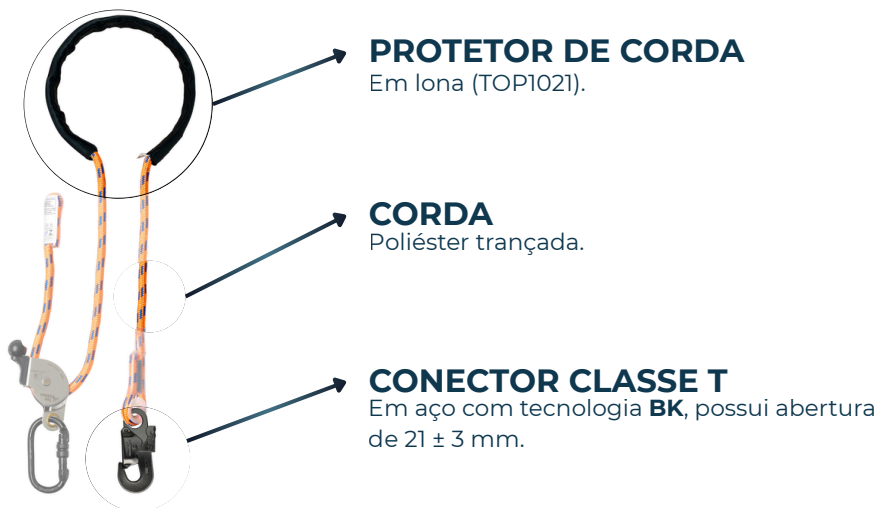 PROTETOR DE CORDA
Em lona (TOP1021).
CORDA
Poliéster trançada.
CONECTOR CLASSE T
Em aço com tecnologia BK, possui abertura
de 21 ± 3 mm.